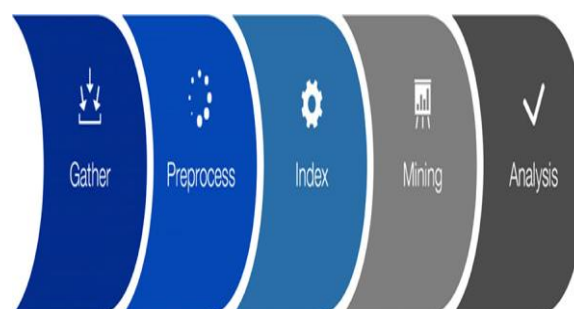 Gather
Preprocess
Index
Mining
Analysis